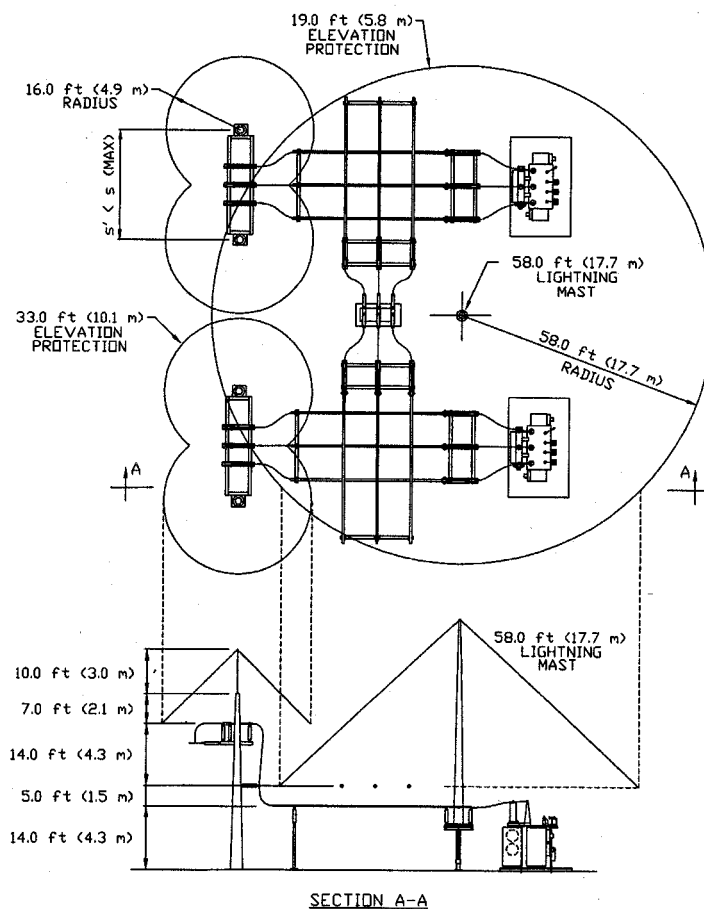 19.0 ft (5.8 m)
ELEVATION
PROTECTION
16.0 ft (4.9 m)
RADIUS
s' < s (MAX)
58.0 ft (17.7 m)
LIGHTNING
MAST
33.0 ft (10.1 m)
ELEVATION
PROTECTION
58.0 ft (17.7 m)
RADIUS
A
A
58.0 ft (17.7 m)
LIGHTNING
MAST
10.0 ft (3.0 m)
7.0 ft (2.1 m)
14.0 ft (4.3 m)
5.0 ft (1.5 m)
14.0 ft (4.3 m)
SECTION A-A